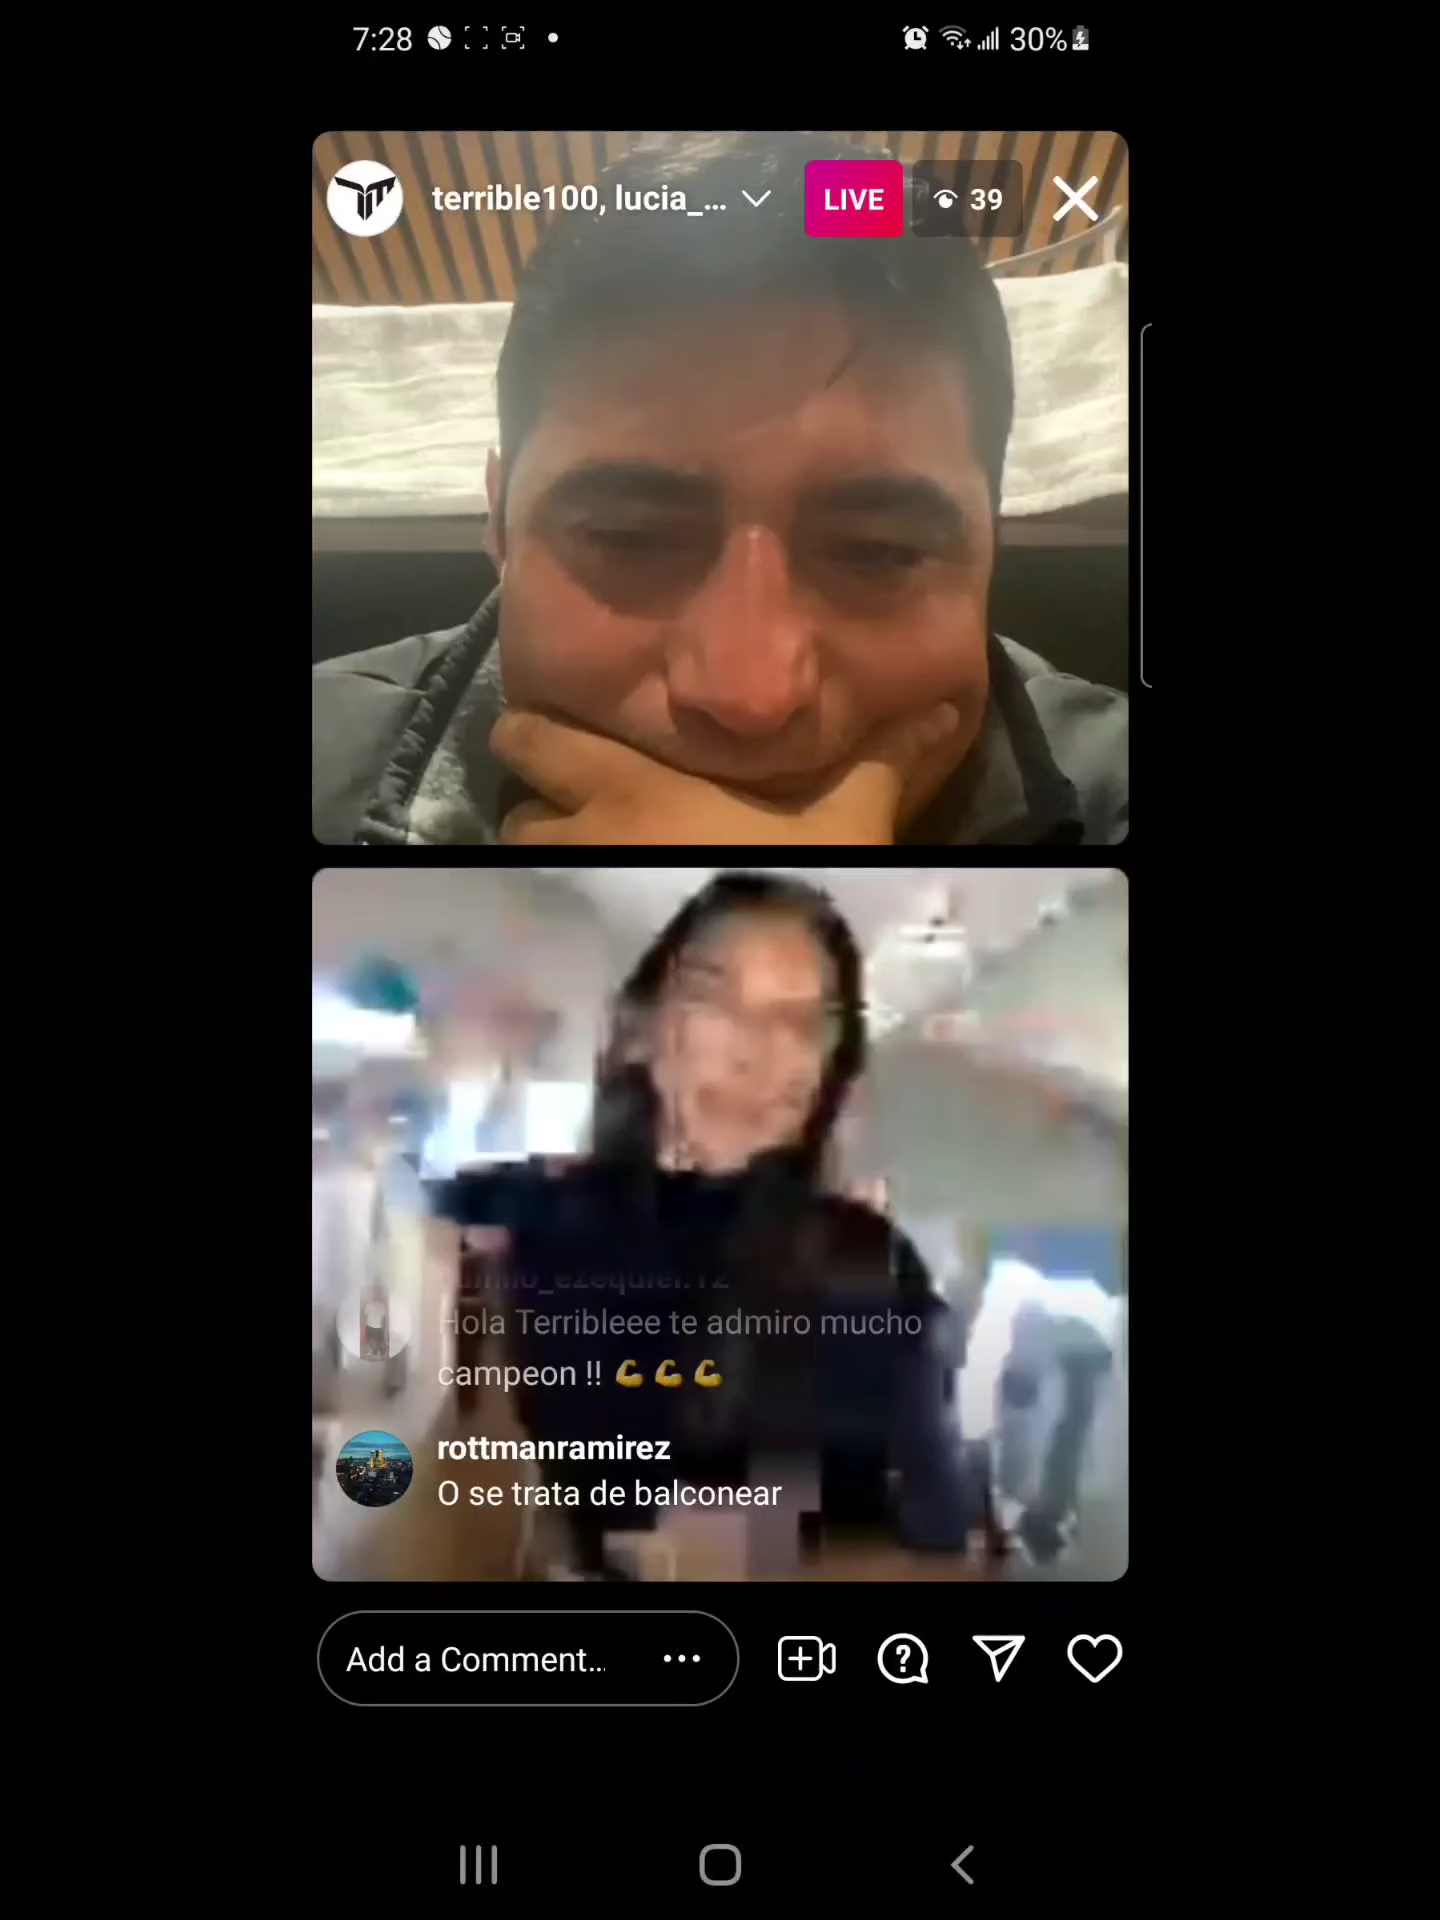 7:28
30%
terrible100, lucia_...
LIVE
39
Hola Terribleee te admiro mucho
campeon !! 💪💪💪
rottmanramirez
O se trata de balconear
Add a Comment...